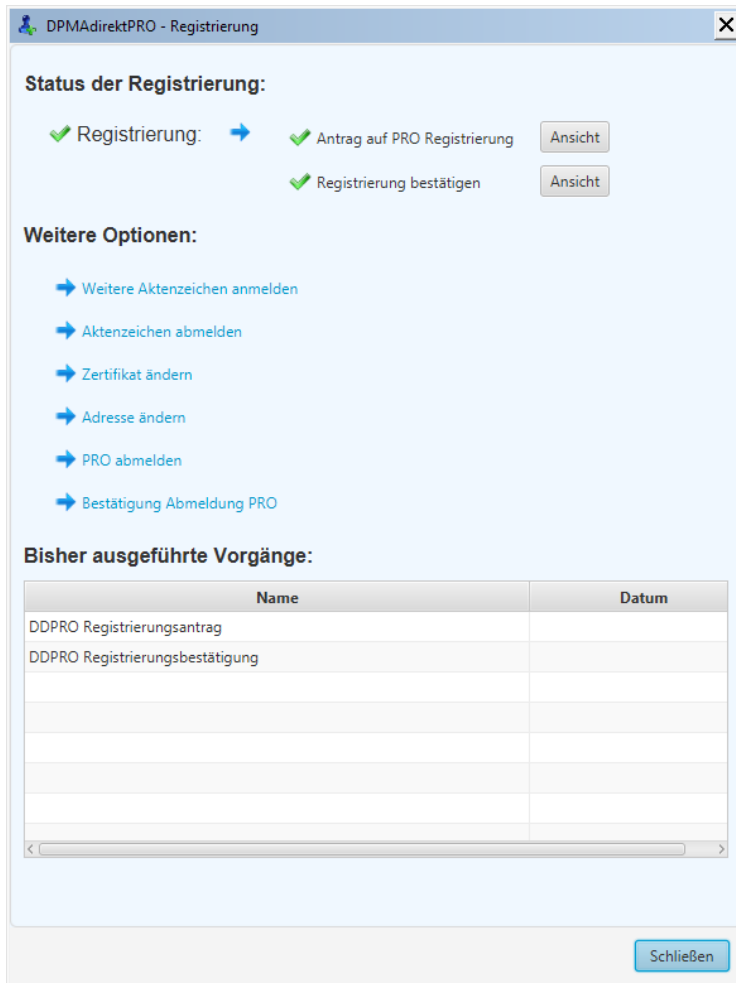 DPMAdirektPRO - Registrierung
Status der Registrierung:
Registrierung:
Antrag auf PRO Registrierung
Ansicht
Registrierung bestätigen
Ansicht
Weitere Optionen:
Weitere Aktenzeichen anmelden
Aktenzeichen abmelden
Zertifikat ändern
Adresse ändern
PRO abmelden
Bestätigung Abmeldung PRO
Bisher ausgeführte Vorgänge:
Name Datum
DDPRO Registrierungsantrag
DDPRO Registrierungsbestätigung
Schließen